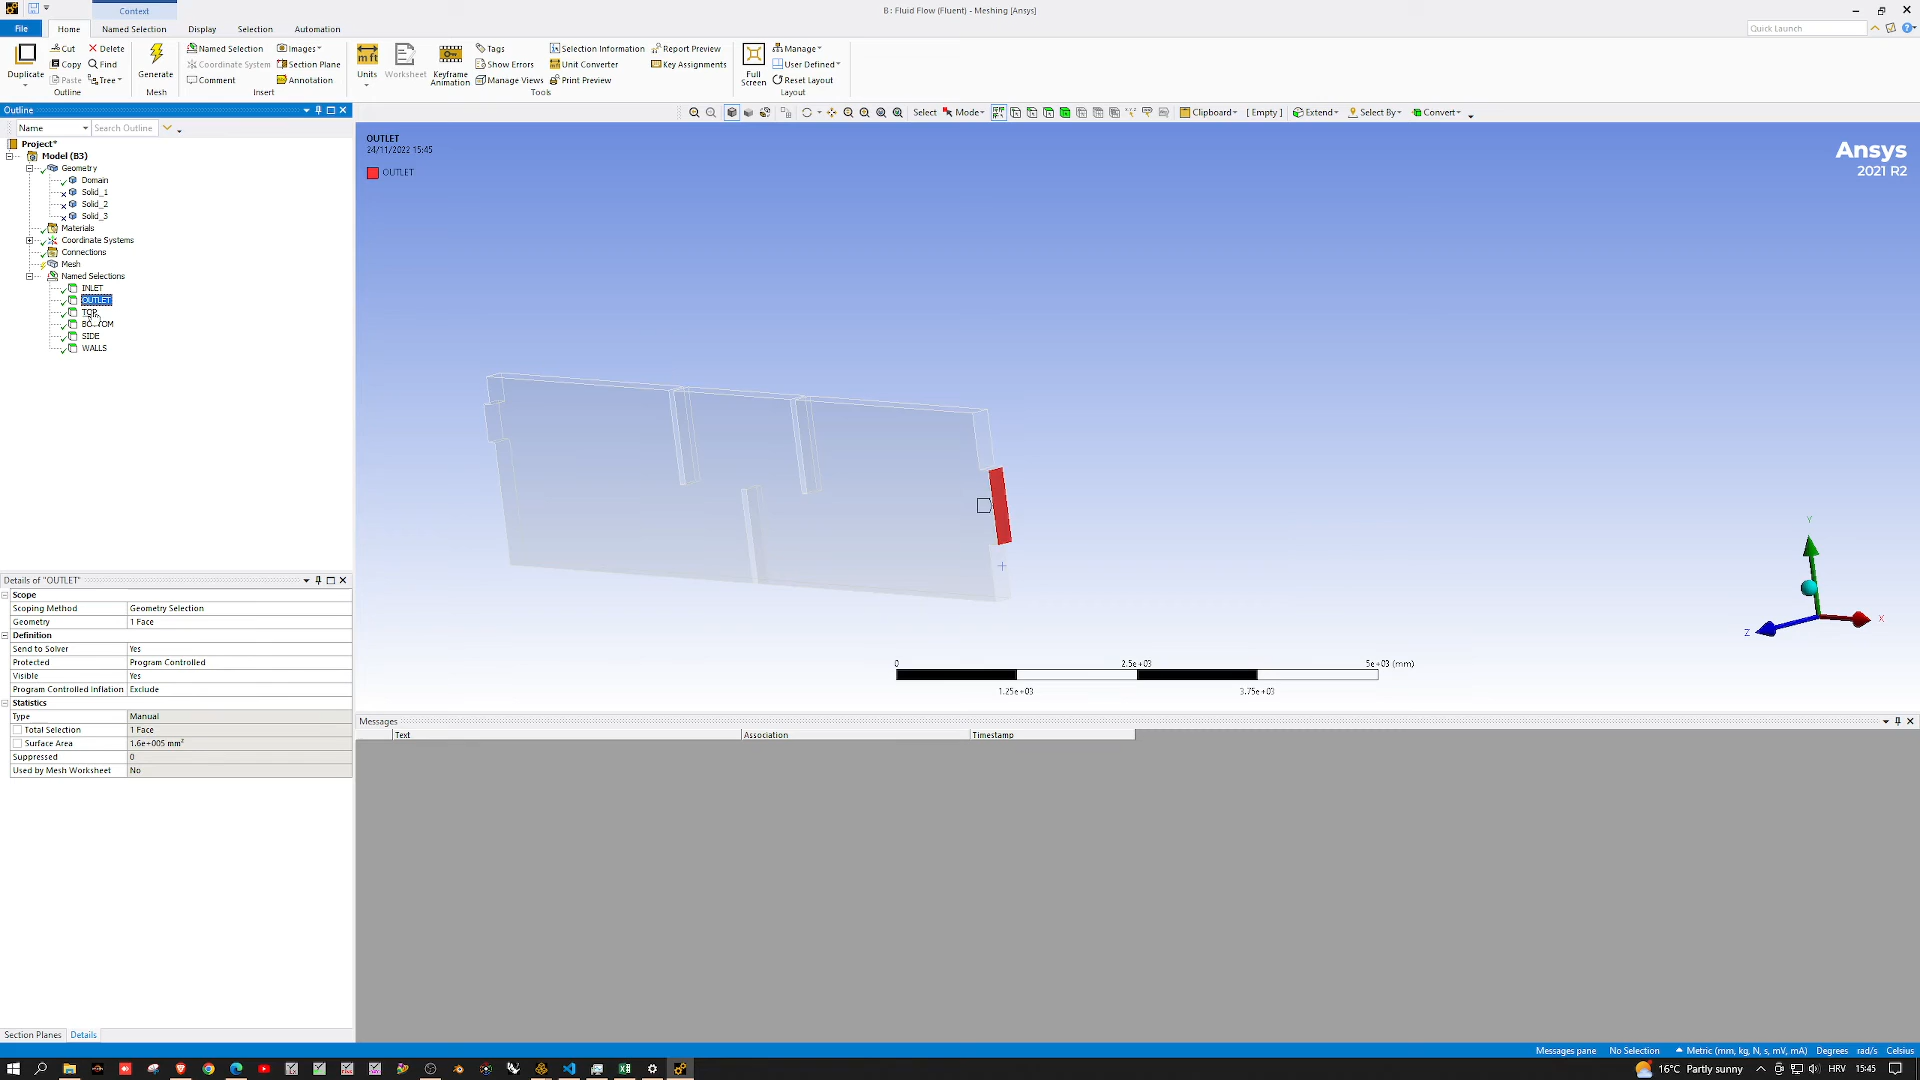 Context
B : Fluid Flow (Fluent) - Meshing [Ansys]
File Home Named Selection Display Selection Automation
Quick Launch
Duplicate
Cut Delete
Copy Find
Paste Tree
Outline
Generate
Mesh
Named Selection Images
Coordinate System Section Plane
Comment Annotation
Insert
Units
Worksheet
Keyframe
Animation
Tags
Show Errors
Manage Views
Selection Information
Unit Converter
Print Preview
Report Preview
Key Assignments
Tools
Full
Screen
Manage
User Defined
Reset Layout
Layout
Outline
Select Mode Clipboard [ Empty ] Extend Select By Convert
Name Search Outline
Project*
Model (B3)
Geometry
Domain
Solid_1
Solid_2
Solid_3
Materials
Coordinate Systems
Connections
Mesh
Named Selections
INLET
OUTLET
TOP
BOTTOM
SIDE
WALLS
OUTLET
24/11/2022 15:45
OUTLET
Ansys
2021 R2
Y
X
Z
0 2.5e+03 5e+03 (mm)
1.25e+03 3.75e+03
Details of "OUTLET"
Scope
Scoping Method Geometry Selection
Geometry 1 Face
Definition
Send to Solver Yes
Protected Program Controlled
Visible Yes
Program Controlled Inflation Exclude
Statistics
Type Manual
Total Selection 1 Face
Surface Area 1.6e+005 mm²
Suppressed 0
Used by Mesh Worksheet No
Messages
Text Association Timestamp
Section Planes Details
Messages pane No Selection Metric (mm, kg, N, s, mV, mA) Degrees rad/s Celsius
16°C Partly sunny HRV 15:45